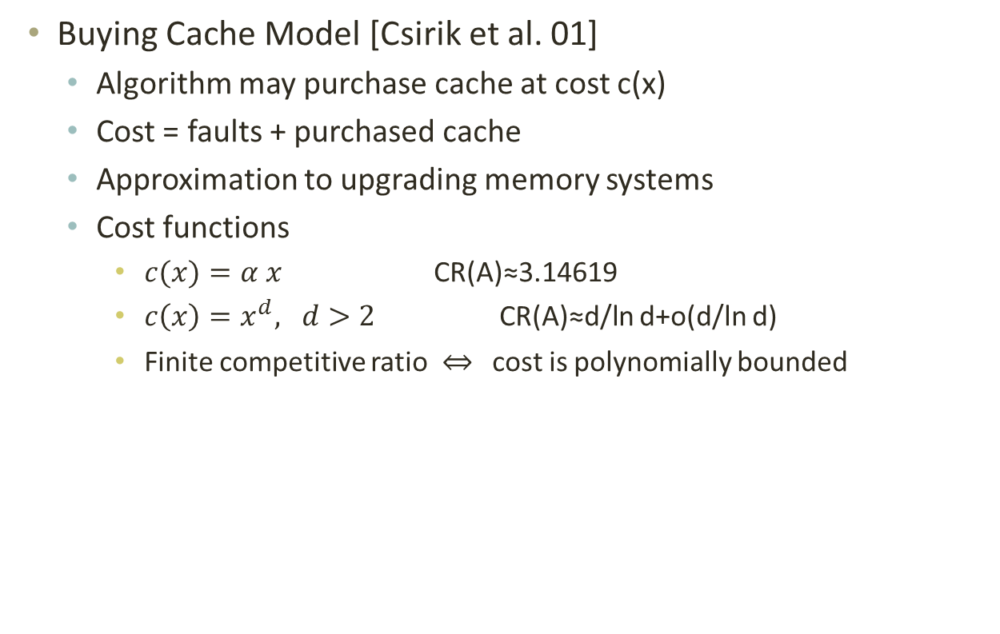 • Buying Cache Model [Csirik et al. 01]
• Algorithm may purchase cache at cost c(x)
• Cost = faults + purchased cache
• Approximation to upgrading memory systems
• Cost functions
• c(x) = α x CR(A)≈3.14619
• c(x) = x^d, d > 2 CR(A)≈d/ln d+o(d/ln d)
• Finite competitive ratio ⇔ cost is polynomially bounded